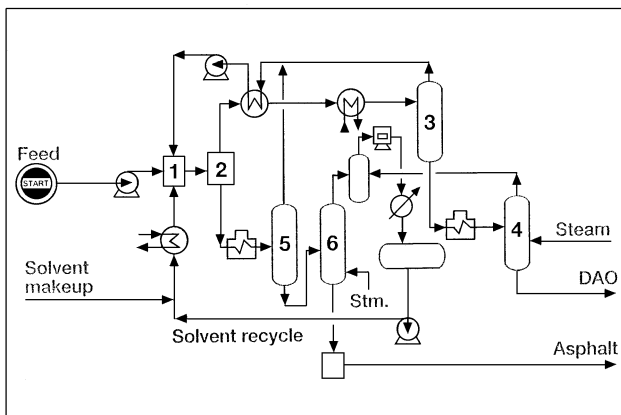 Feed
START
1
2
3
4
5
6
Steam
DAO
Solvent
makeup
Stm.
Solvent recycle
Asphalt